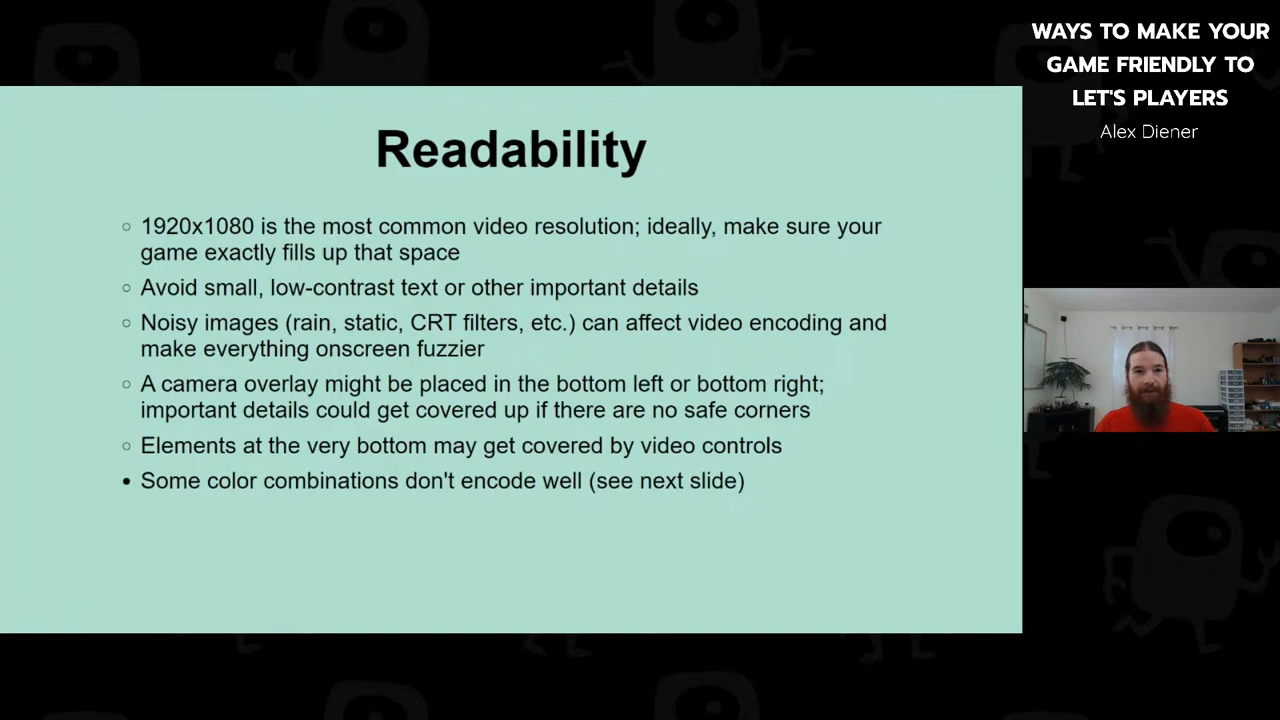 WAYS TO MAKE YOUR
GAME FRIENDLY TO
LET'S PLAYERS
Alex Diener
Readability
1920x1080 is the most common video resolution; ideally, make sure your
game exactly fills up that space
Avoid small, low-contrast text or other important details
Noisy images (rain, static, CRT filters, etc.) can affect video encoding and
make everything onscreen fuzzier
A camera overlay might be placed in the bottom left or bottom right;
important details could get covered up if there are no safe corners
Elements at the very bottom may get covered by video controls
Some color combinations don't encode well (see next slide)